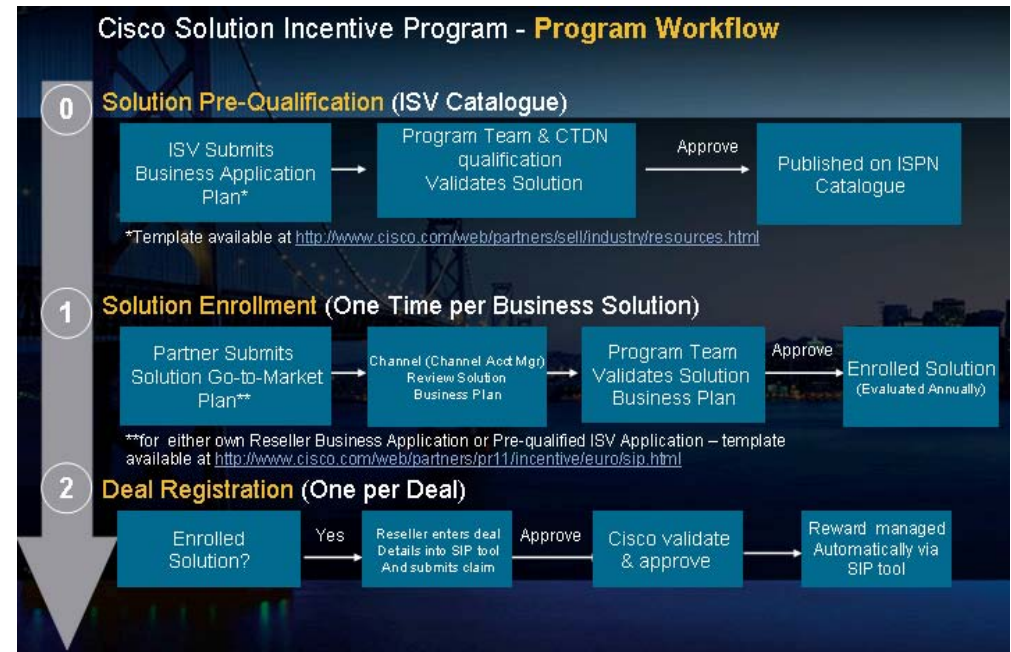 Cisco Solution Incentive Program - Program Workflow
0
Solution Pre-Qualification (ISV Catalogue)
ISV Submits
Business Application
Plan*
Program Team & CTDN
qualification
Validates Solution
Approve
Published on ISPN
Catalogue
*Template available at http://www.cisco.com/web/partners/sell/industry/resources.html
1
Solution Enrollment (One Time per Business Solution)
Partner Submits
Solution Go-to-Market
Plan**
Channel (Channel Acct Mgr)
Review Solution
Business Plan
Program Team
Validates Solution
Business Plan
Approve
Enrolled Solution
(Evaluated Annually)
**for either own Reseller Business Application or Pre-qualified ISV Application – template
available at http://www.cisco.com/web/partners/pr11/incentive/euro/sip.html
2
Deal Registration (One per Deal)
Enrolled
Solution?
Yes
Reseller enters deal
Details into SIP tool
And submits claim
Approve
Cisco validate
& approve
Reward managed
Automatically via
SIP tool